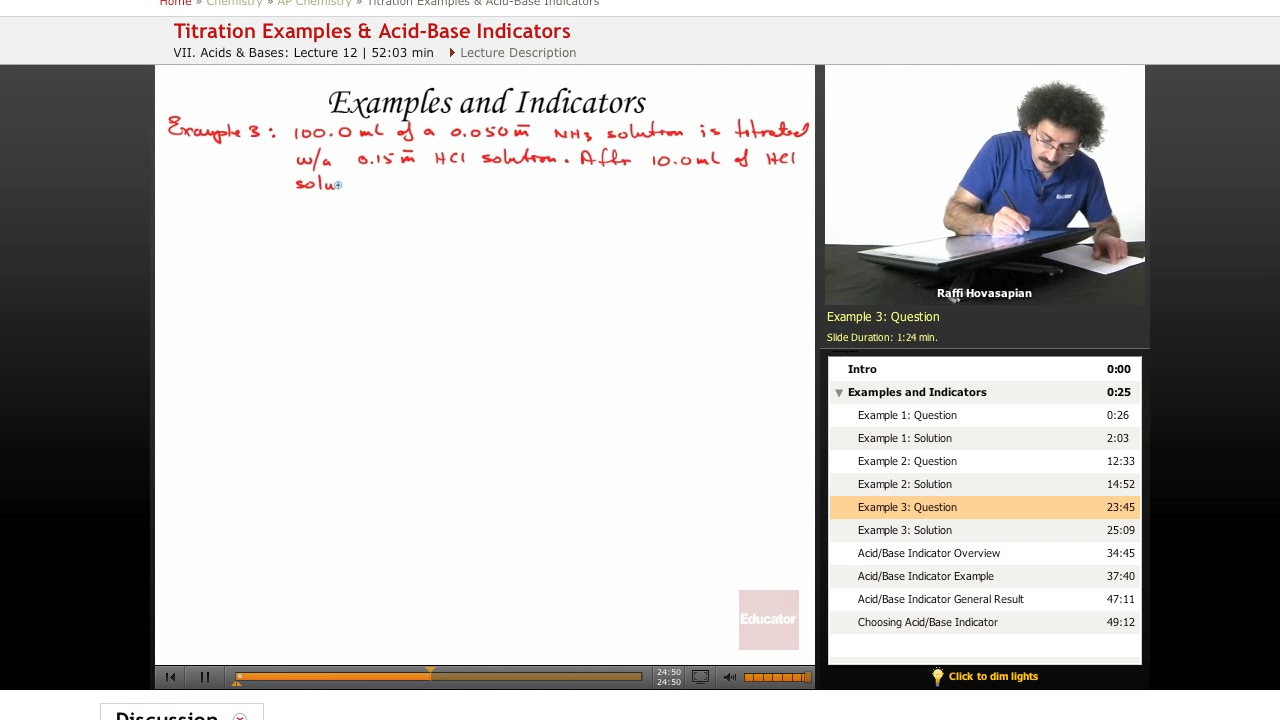 Home » Chemistry » AP Chemistry » Titration Examples & Acid-Base Indicators
Titration Examples & Acid-Base Indicators
VII. Acids & Bases: Lecture 12 | 52:03 min Lecture Description
Examples and Indicators
Example 3: 100.0 mL of a 0.050 m̄ NH3 solution is titrated
w/a 0.15 m̄ HCl solution. After 10.0 mL of HCl
solu
Educator
24:50
24:50
Raffi Hovasapian
Example 3: Question
Slide Duration: 1:24 min.
Intro 0:00
Examples and Indicators 0:25
Example 1: Question 0:26
Example 1: Solution 2:03
Example 2: Question 12:33
Example 2: Solution 14:52
Example 3: Question 23:45
Example 3: Solution 25:09
Acid/Base Indicator Overview 34:45
Acid/Base Indicator Example 37:40
Acid/Base Indicator General Result 47:11
Choosing Acid/Base Indicator 49:12
Click to dim lights
Discussion